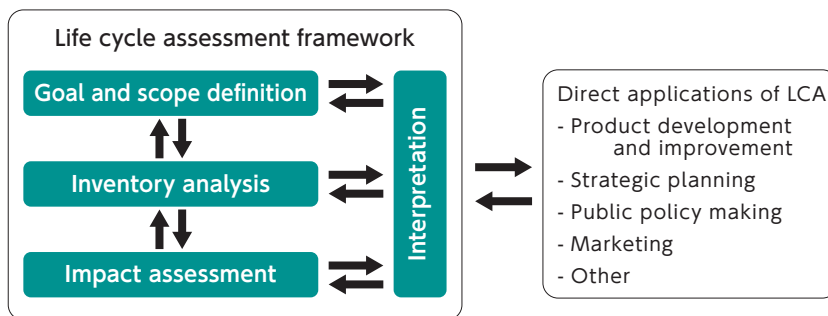 Life cycle assessment framework
Goal and scope definition
Inventory analysis
Impact assessment
Interpretation
Direct applications of LCA
- Product development
and improvement
- Strategic planning
- Public policy making
- Marketing
- Other